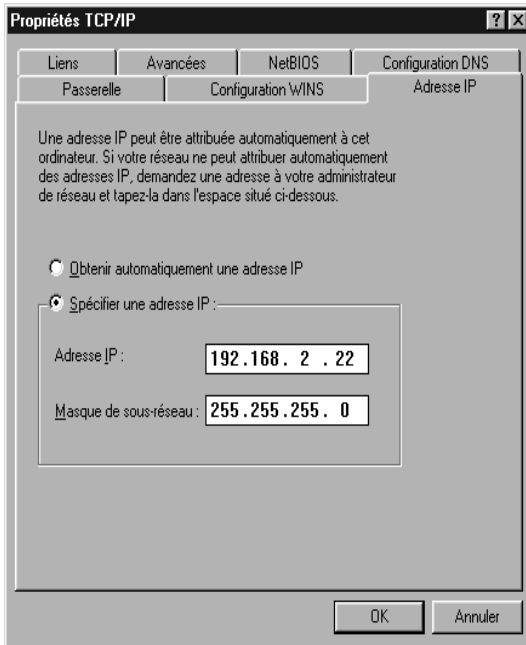 Propriétés TCP/IP
Liens Avancées NetBIOS Configuration DNS
Passerelle Configuration WINS Adresse IP
Une adresse IP peut être attribuée automatiquement à cet
ordinateur. Si votre réseau ne peut attribuer automatiquement
des adresses IP, demandez une adresse à votre administrateur
de réseau et tapez-la dans l'espace situé ci-dessous.
Obtenir automatiquement une adresse IP
Spécifier une adresse IP :
Adresse IP : 192.168. 2 .22
Masque de sous-réseau : 255.255.255. 0
OK Annuler